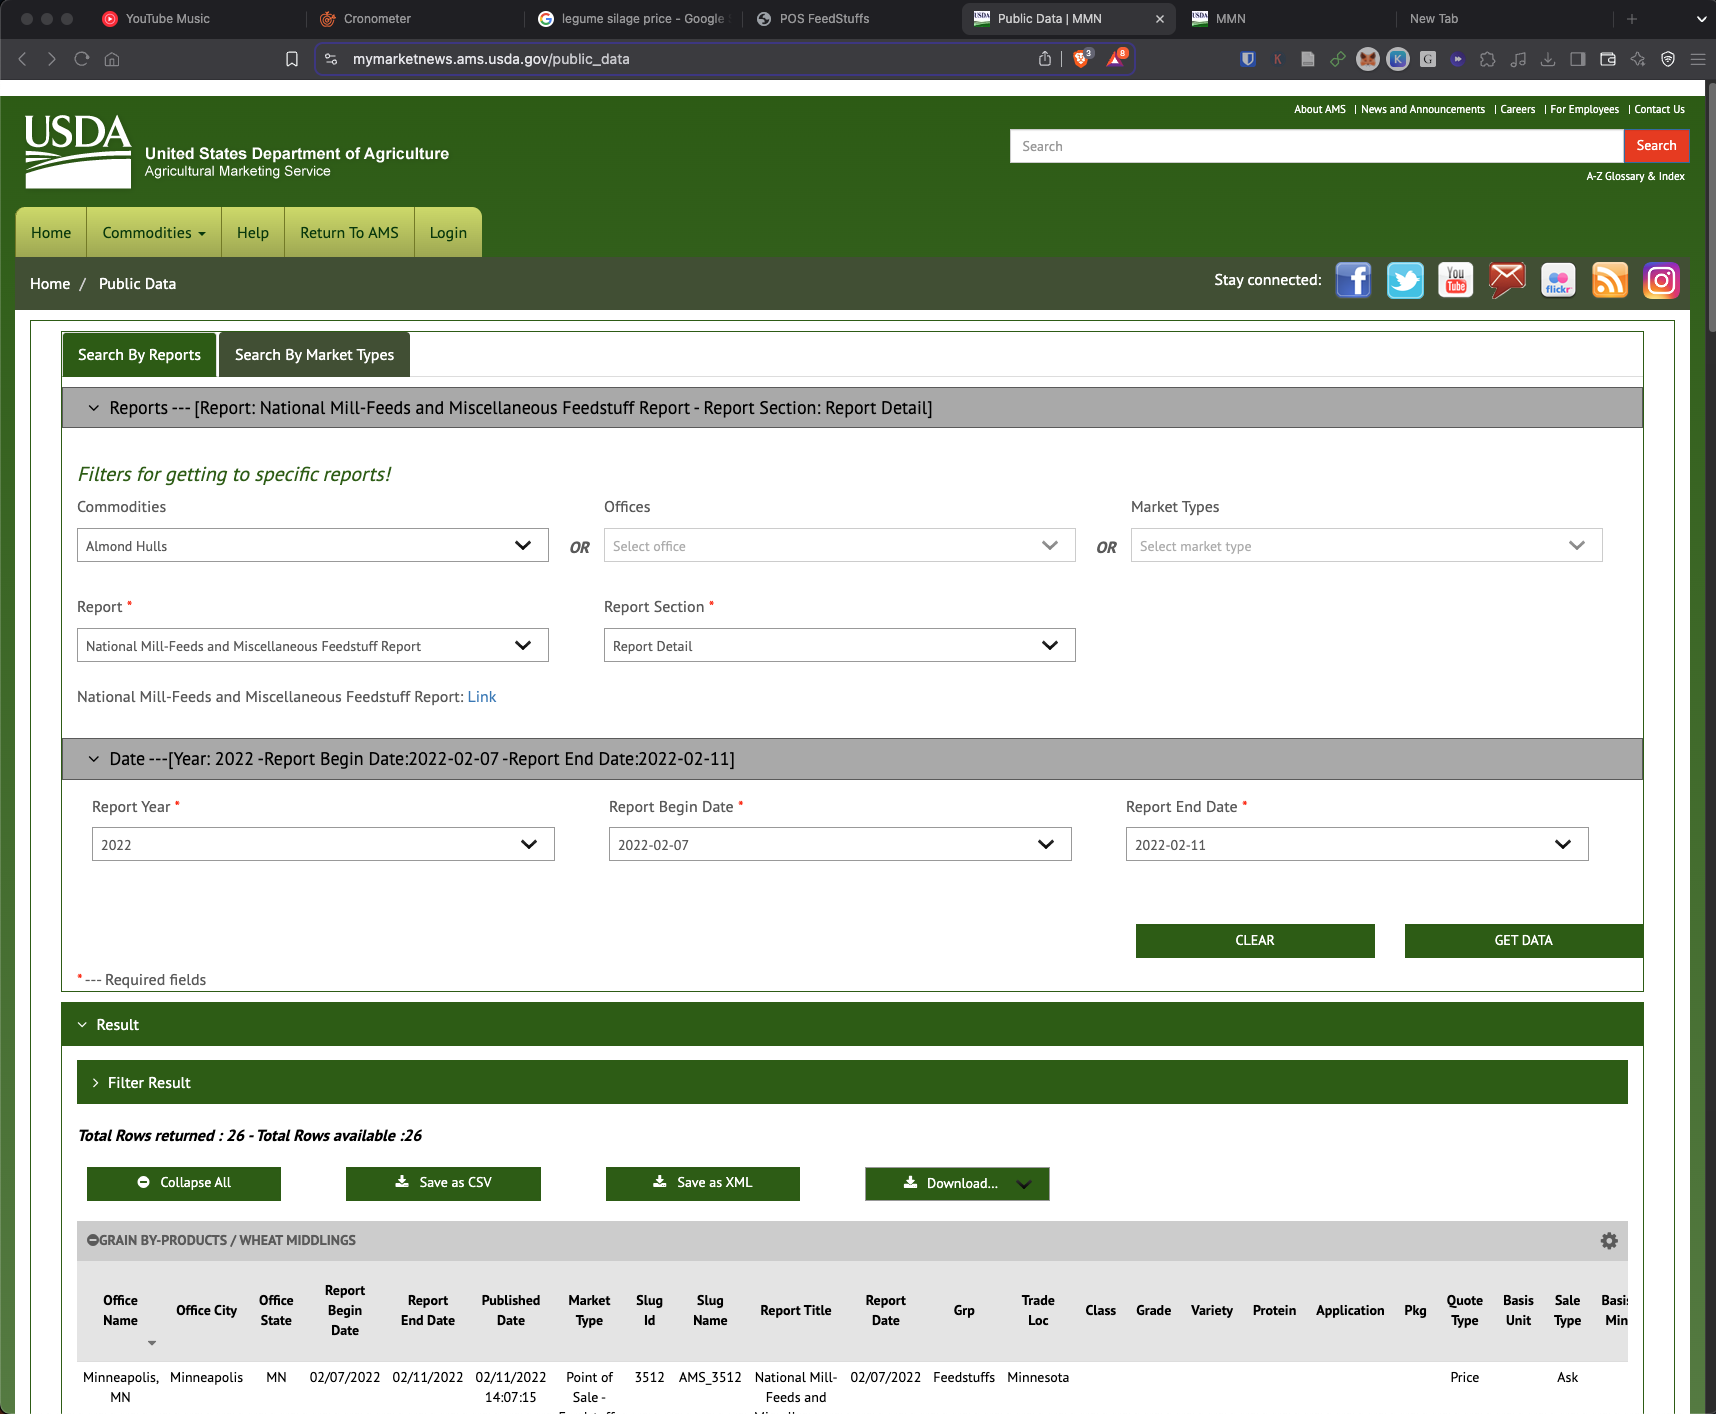 YouTube Music
Cronometer
legume silage price - Google
POS FeedStuffs
Public Data | MMN
MMN
New Tab
mymarketnews.ams.usda.gov/public_data
3
8
About AMS | News and Announcements | Careers | For Employees | Contact Us
USDA
United States Department of Agriculture
Agricultural Marketing Service
Search
Search
A-Z Glossary & Index
Home
Commodities
Help
Return To AMS
Login
Home / Public Data
Stay connected:
You
Tube
flickr
Search By Reports
Search By Market Types
Reports --- [Report: National Mill-Feeds and Miscellaneous Feedstuff Report - Report Section: Report Detail]
Filters for getting to specific reports!
Commodities
Offices
Market Types
Almond Hulls
OR
Select office
OR
Select market type
Report *
Report Section *
National Mill-Feeds and Miscellaneous Feedstuff Report
Report Detail
National Mill-Feeds and Miscellaneous Feedstuff Report: Link
Date ---[Year: 2022 -Report Begin Date:2022-02-07 -Report End Date:2022-02-11]
Report Year *
Report Begin Date *
Report End Date *
2022
2022-02-07
2022-02-11
CLEAR
GET DATA
* --- Required fields
Result
Filter Result
Total Rows returned : 26 - Total Rows available :26
Collapse All
Save as CSV
Save as XML
Download...
GRAIN BY-PRODUCTS / WHEAT MIDDLINGS
Office Name
Office City
Office State
Report Begin Date
Report End Date
Published Date
Market Type
Slug Id
Slug Name
Report Title
Report Date
Grp
Trade Loc
Class
Grade
Variety
Protein
Application
Pkg
Quote Type
Basis Unit
Sale Type
Basis Min
Minneapolis, MN
Minneapolis
MN
02/07/2022
02/11/2022
02/11/2022 14:07:15
Point of Sale -
3512
AMS_3512
National Mill-Feeds and
02/07/2022
Feedstuffs
Minnesota
Price
Ask